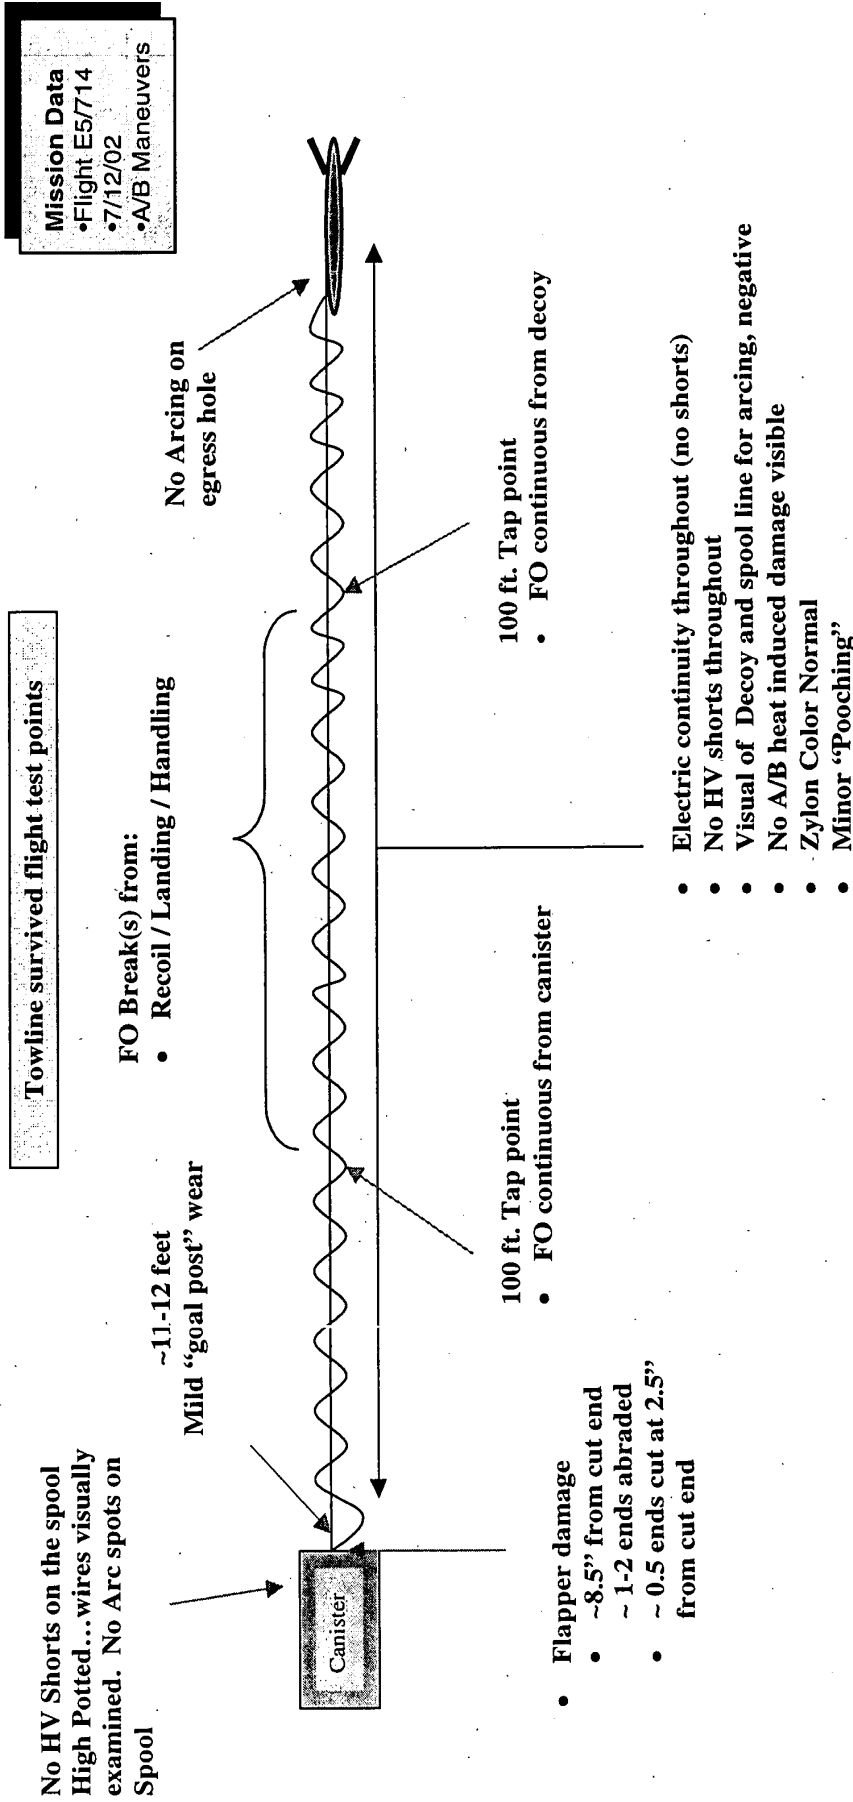 Towline survived flight test points
Mission Data
•Flight E5/714
•7/12/02
•A/B Maneuvers
No HV Shorts on the spool
High Potted...wires visually
examined. No Arc spots on
Spool
~11-12 feet
Mild “goal post” wear
FO Break(s) from:
• Recoil / Landing / Handling
No Arcing on
egress hole
Canister
100 ft. Tap point
• FO continuous from canister
100 ft. Tap point
• FO continuous from decoy
• Flapper damage
• ~8.5” from cut end
~ 1-2 ends abraded
• ~ 0.5 ends cut at 2.5”
from cut end
• Electric continuity throughout (no shorts)
• No HV shorts throughout
• Visual of Decoy and spool line for arcing, negative
• No A/B heat induced damage visible
• Zylon Color Normal
• Minor “Pooching”